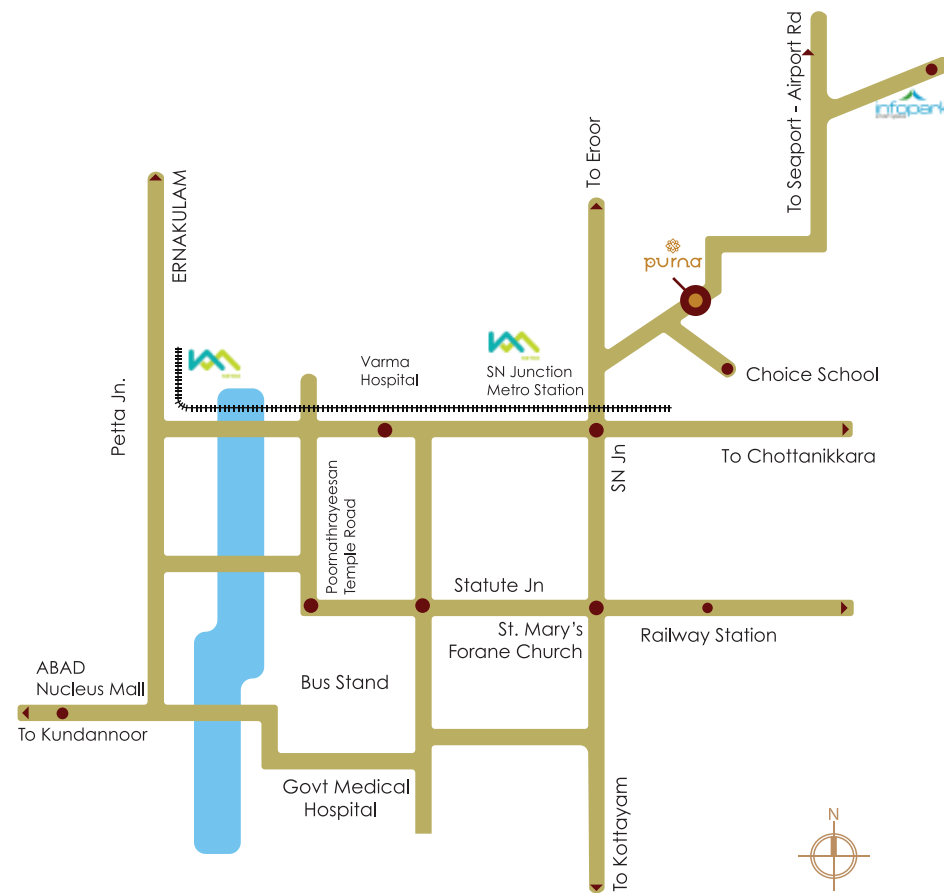 To Seaport - Airport Rd
infopark
To Eroor
ERNAKULAM
purna
Varma
Hospital
SN Junction
Metro Station
Choice School
Petta Jn.
SN Jn
To Chottanikkara
Poornathrayeesan
Temple Road
Statute Jn
St. Mary's
Forane Church
Railway Station
ABAD
Nucleus Mall
Bus Stand
To Kundannoor
Govt Medical
Hospital
To Kottayam
N